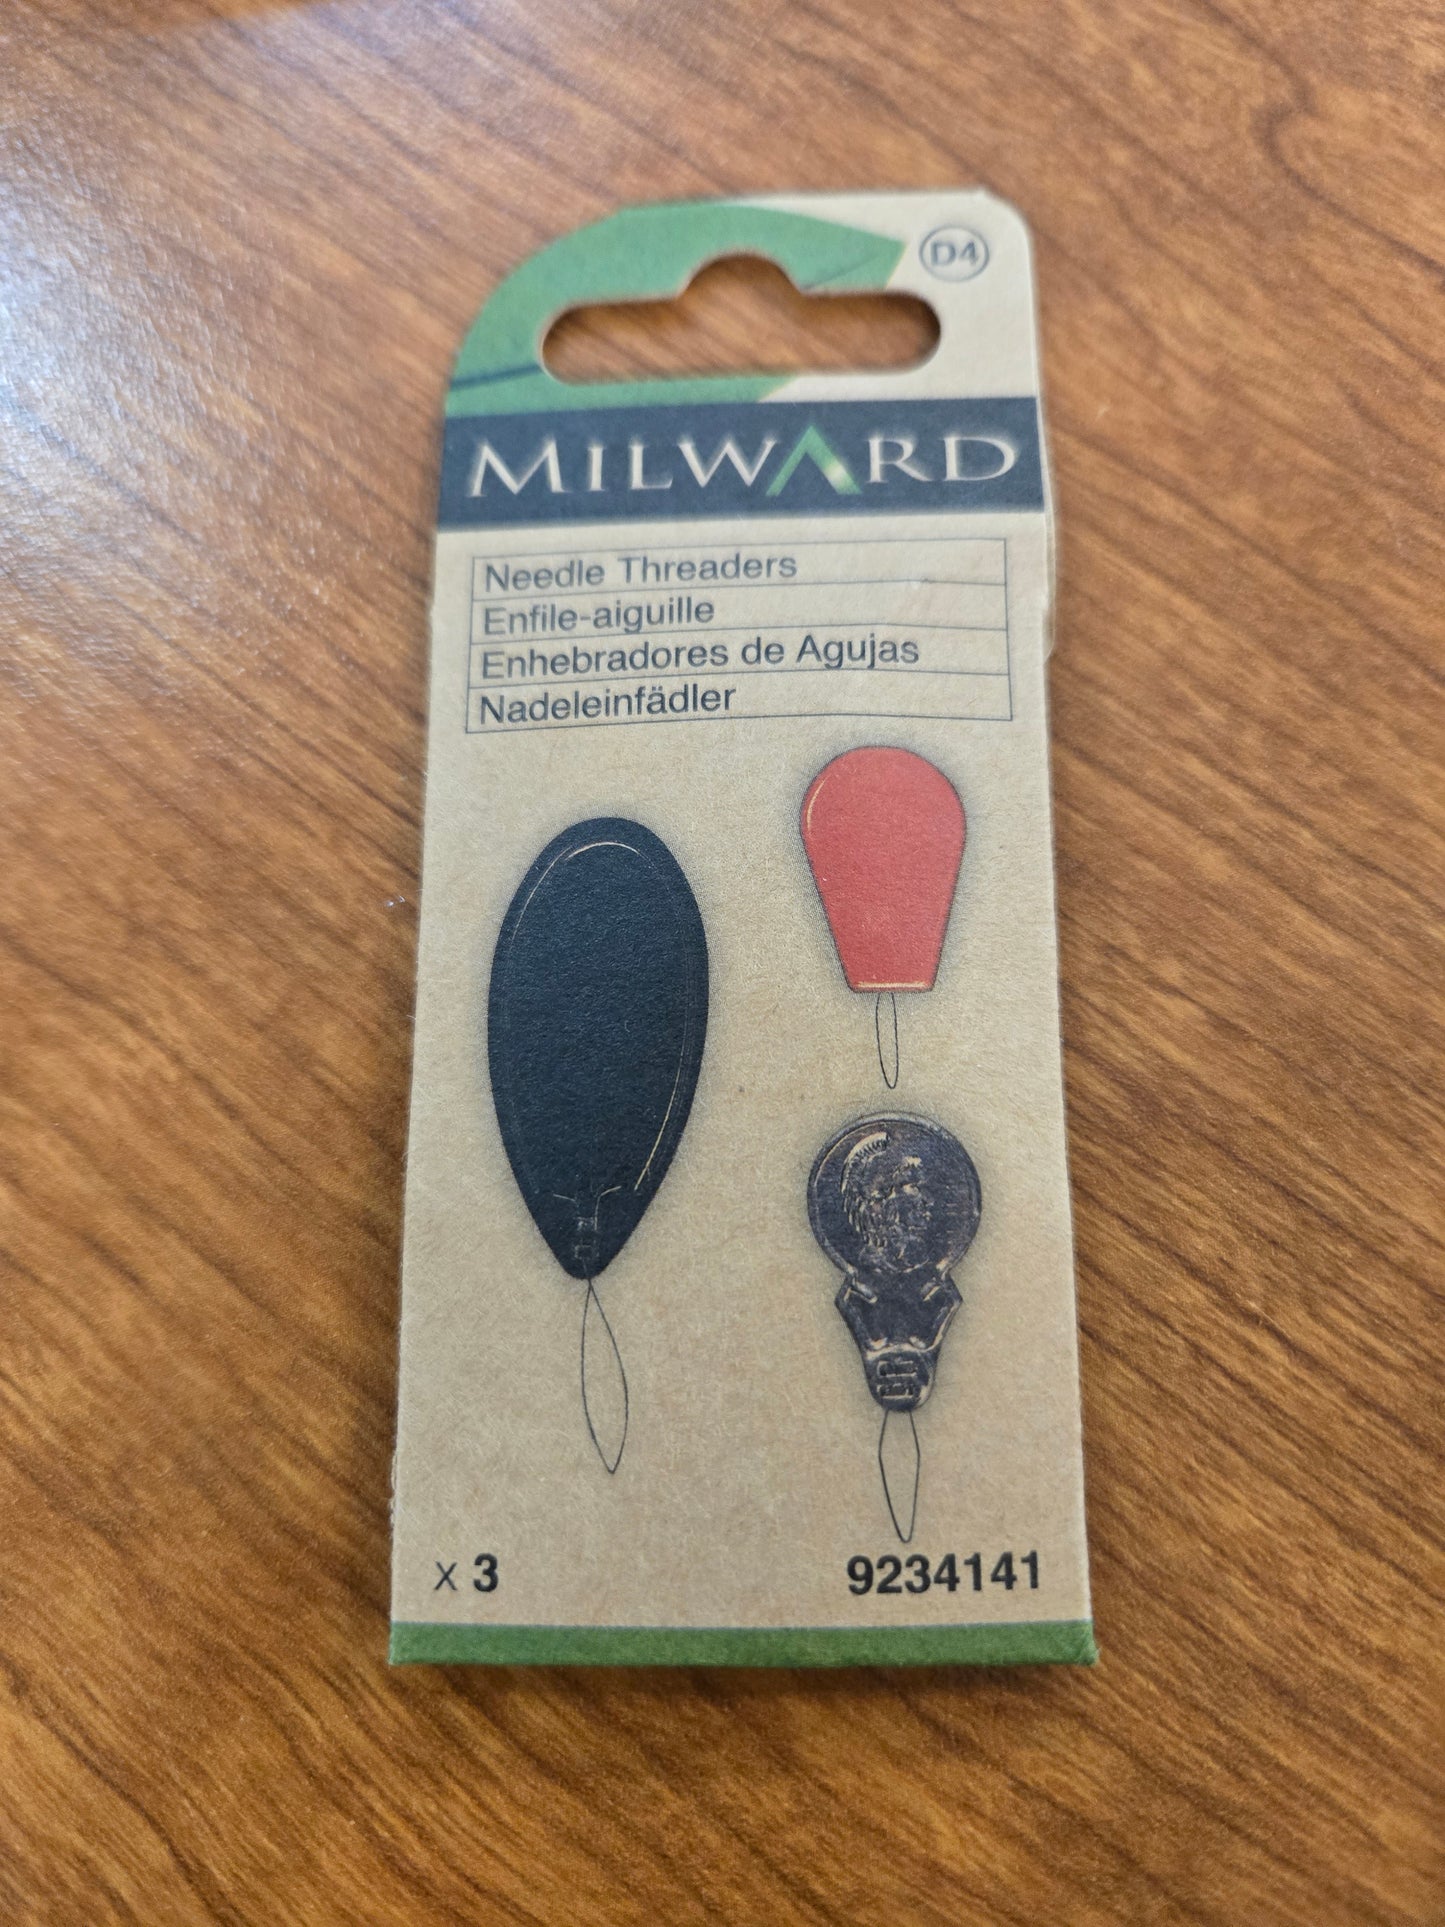 D4
MILWARD
Needle Threaders
Enfile-aiguille
Enhebradores de Agujas
Nadeleinfädler
x 3
9234141